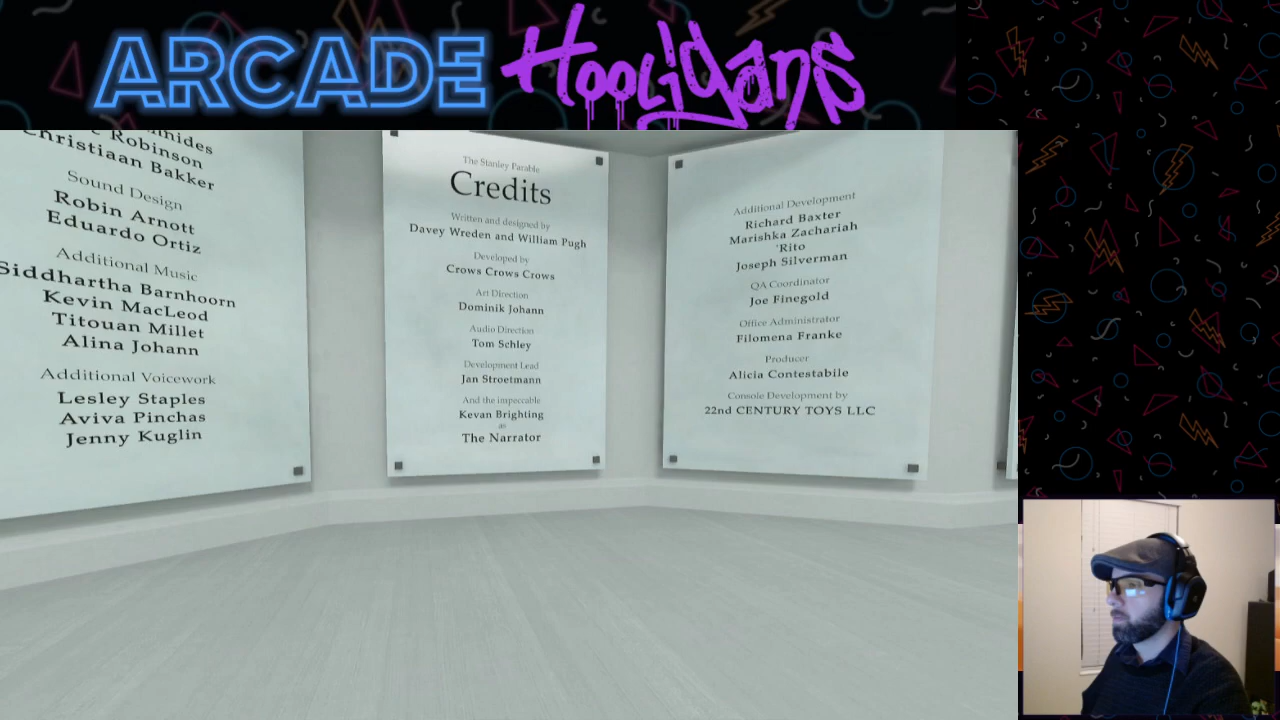 ARCADE Hooligans
Robinson
Christiaan Bakker
Sound Design
Robin Arnott
Eduardo Ortiz
Additional Music
Siddhartha Barnhoorn
Kevin MacLeod
Titouan Millet
Alina Johann
Additional Voicework
Lesley Staples
Aviva Pinchas
Jenny Kuglin
The Stanley Parable
Credits
Written and designed by
Davey Wreden and William Pugh
Developed by
Crows Crows Crows
Art Direction
Dominik Johann
Audio Direction
Tom Schley
Development Lead
Jan Stroetmann
And the impeccable
Kevan Brighting
as
The Narrator
Additional Development
Richard Baxter
Marishka Zachariah
'Rito
Joseph Silverman
QA Coordinator
Joe Finegold
Office Administrator
Filomena Franke
Producer
Alicia Contestabile
Console Development by
22nd CENTURY TOYS LLC